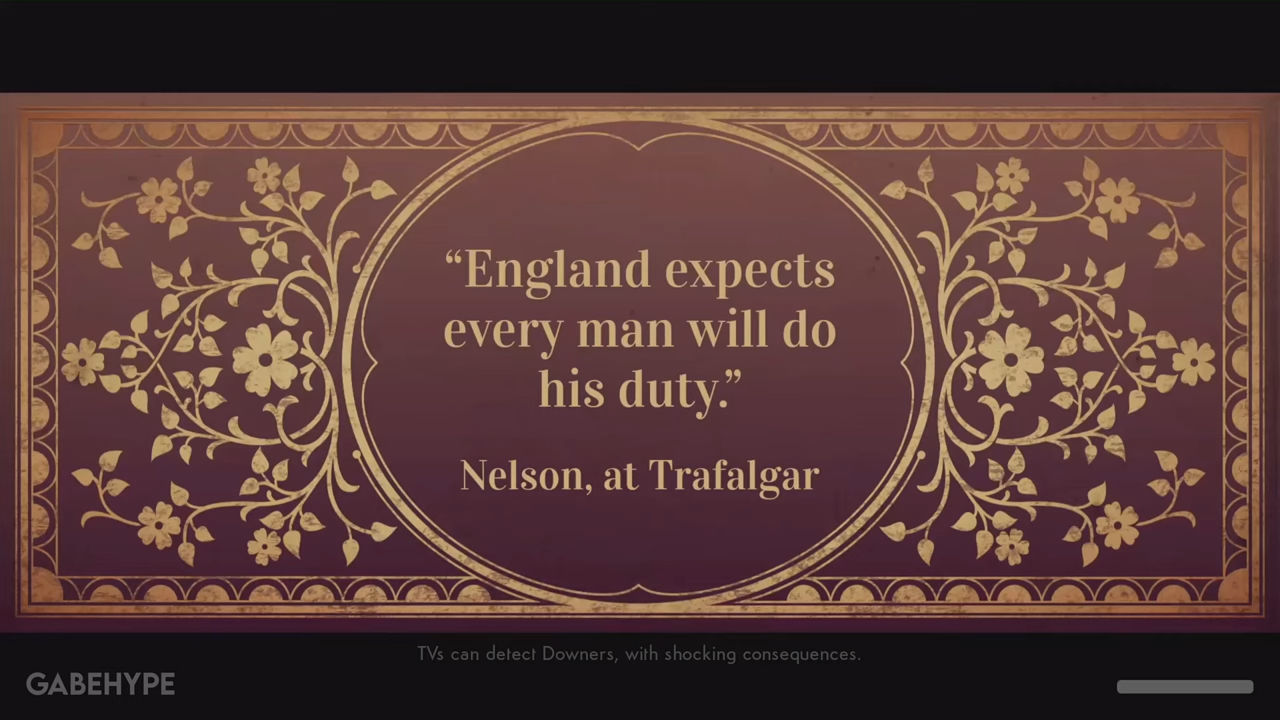 “England expects
every man will do
his duty.”
Nelson, at Trafalgar
TVs can detect Downers, with shocking consequences.
GABEHYPE